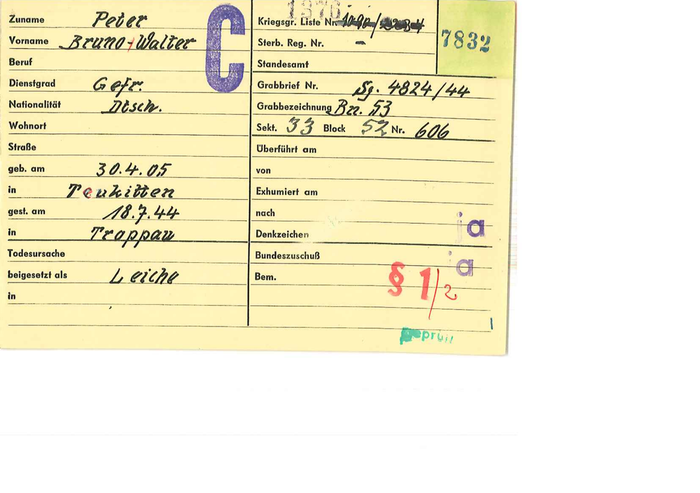 Zuname Peter
Vorname Bruno-Walter
Beruf
Dienstgrad Gefr.
Nationalität Dtsch.
Wohnort
Straße
geb. am 30.4.05
in Teukitten
gest. am 18.7.44
in Troppau
Todesursache
beigesetzt als Leiche
in
C
Kriegsgr. Liste Nr.
7832
Sterb. Reg. Nr. –
Standesamt
Grabbrief Nr. Sg. 4824/44
Grabbezeichnung Bn. 53
Sekt. 33 Block 52 Nr. 606
Überführt am
von
Exhumiert am
nach
Denkzeichen ja
Bundeszuschuß ja
Bem. § 1/2
geprüft